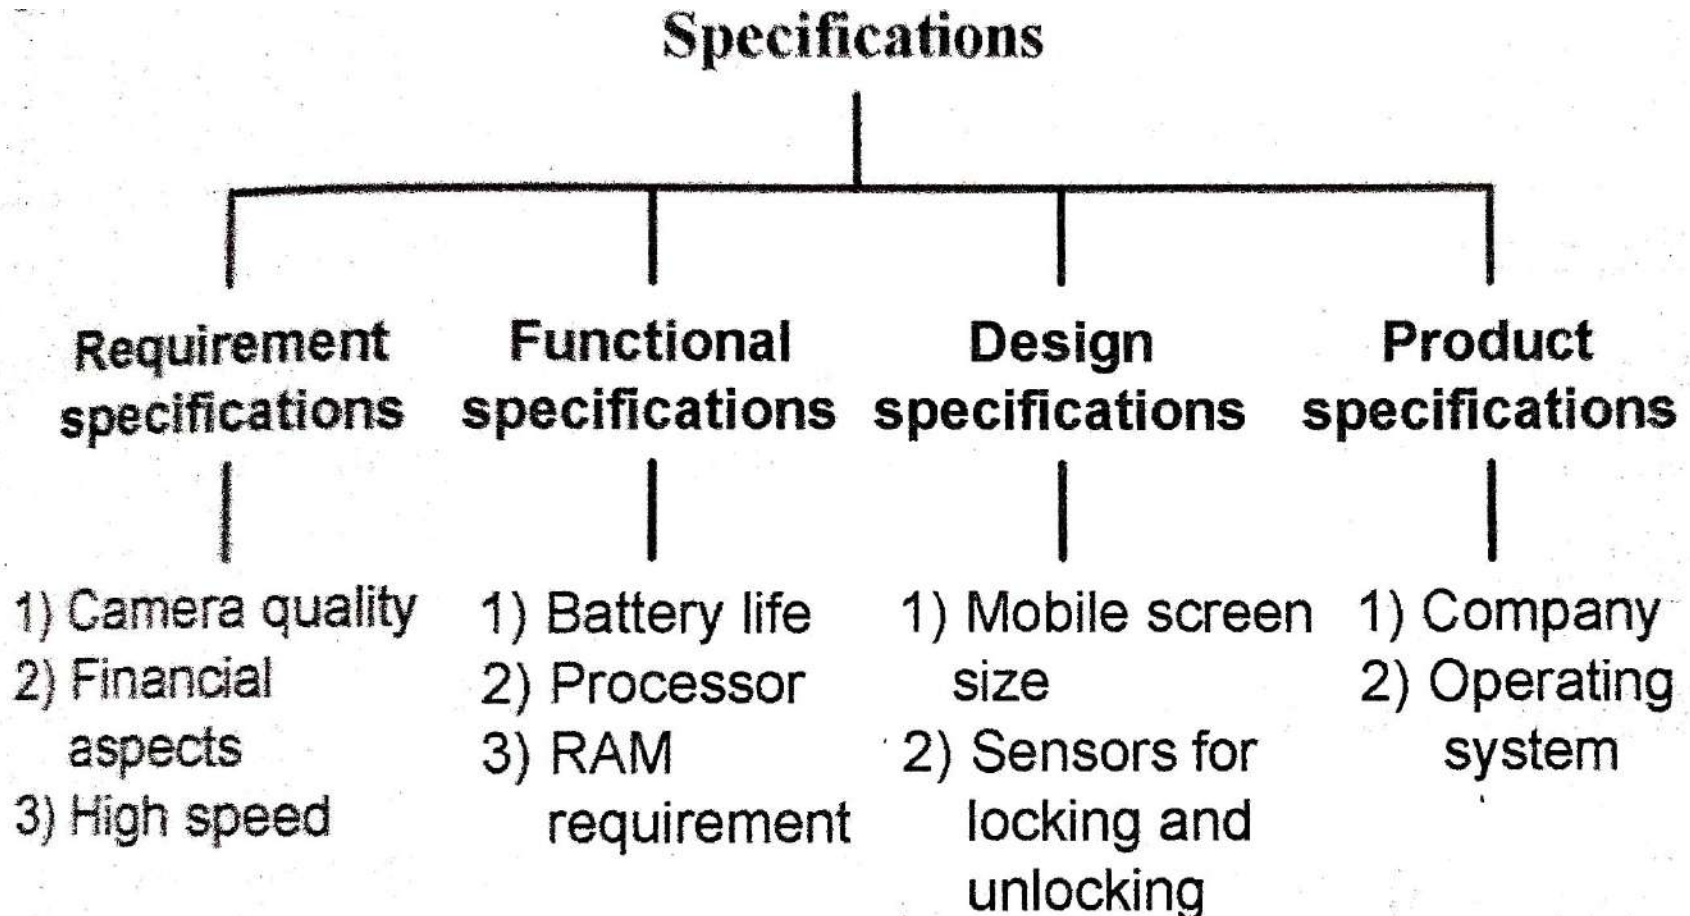 Specifications
Requirement
specifications
1) Camera quality
2) Financial
aspects
3) High speed
Functional
specifications
1) Battery life
2) Processor
3) RAM
requirement
Design
specifications
1) Mobile screen
size
2) Sensors for
locking and
unlocking
Product
specifications
1) Company
2) Operating
system